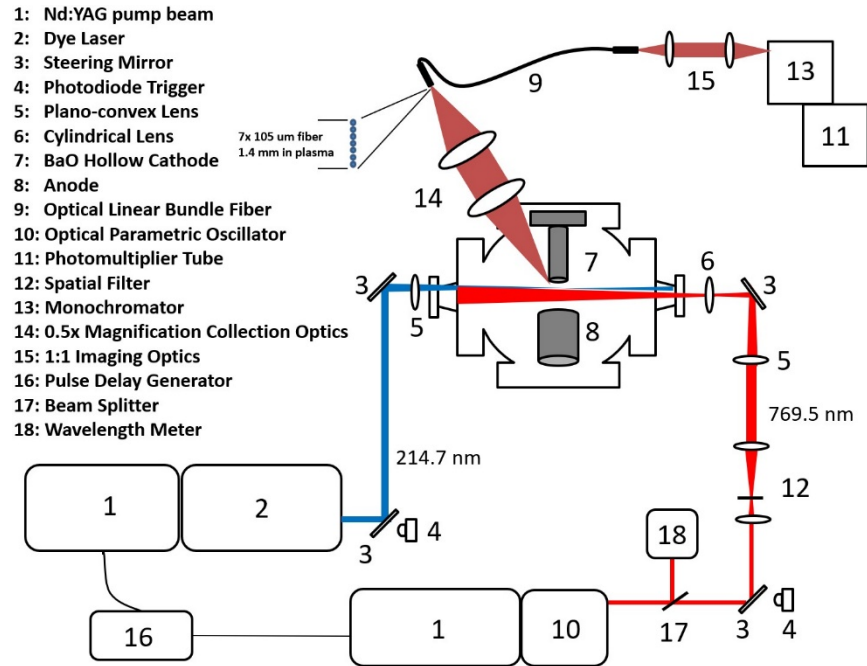 1: Nd:YAG pump beam
2: Dye Laser
3: Steering Mirror
4: Photodiode Trigger
5: Plano-convex Lens
6: Cylindrical Lens
7: BaO Hollow Cathode
8: Anode
9: Optical Linear Bundle Fiber
10: Optical Parametric Oscillator
11: Photomultiplier Tube
12: Spatial Filter
13: Monochromator
14: 0.5x Magnification Collection Optics
15: 1:1 Imaging Optics
16: Pulse Delay Generator
17: Beam Splitter
18: Wavelength Meter
7x 105 um fiber
1.4 mm in plasma
9
15
13
11
14
7
8
3
5
6
3
5
769.5 nm
12
214.7 nm
1
2
3
4
18
16
1
10
17
3
4